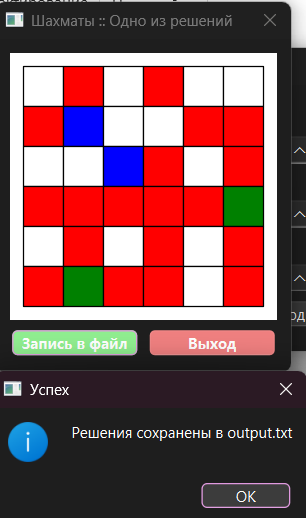 Шахматы :: Одно из решений
Запись в файл
Выход
Успех
Решения сохранены в output.txt
OK